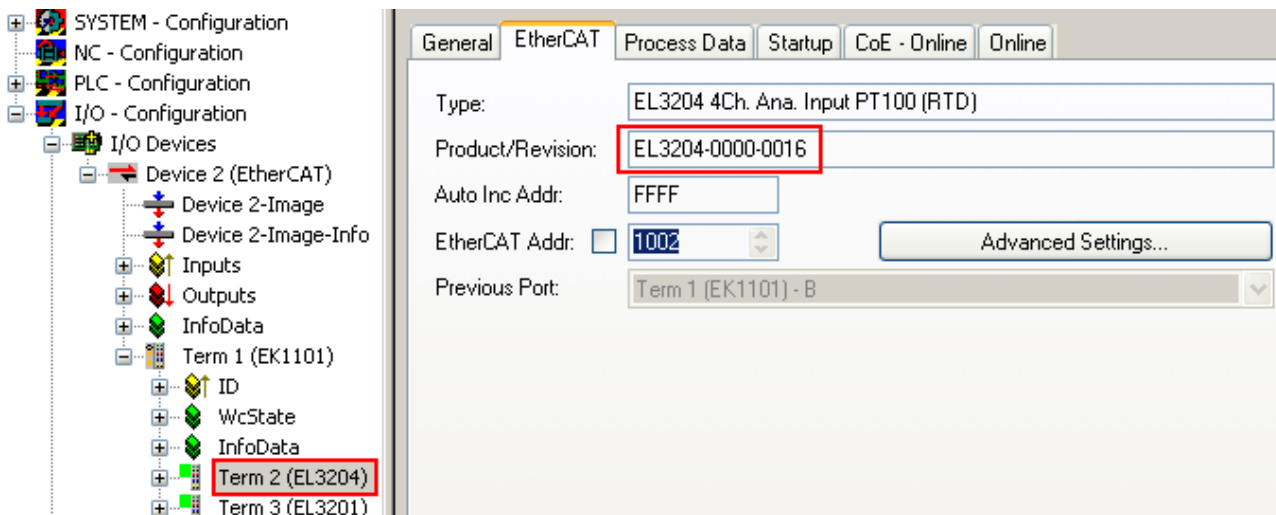 SYSTEM - Configuration
NC - Configuration
PLC - Configuration
I/O - Configuration
I/O Devices
Device 2 (EtherCAT)
Device 2-Image
Device 2-Image-Info
Inputs
Outputs
InfoData
Term 1 (EK1101)
ID
WcState
InfoData
Term 2 (EL3204)
Term 3 (EL3201)
General EtherCAT Process Data Startup CoE - Online Online
Type: EL3204 4Ch. Ana. Input PT100 (RTD)
Product/Revision: EL3204-0000-0016
Auto Inc Addr: FFFF
EtherCAT Addr: 1002 Advanced Settings...
Previous Port: Term 1 (EK1101) - B